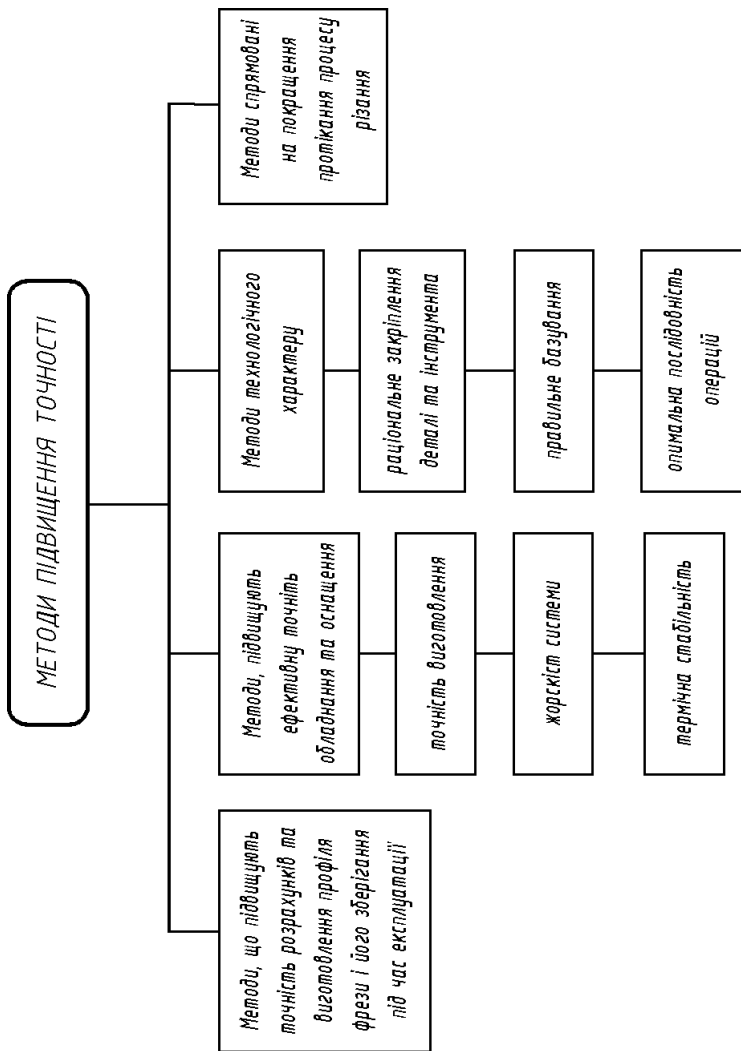 МЕТОДИ ПІДВИЩЕННЯ ТОЧНОСТІ
Методи, що підвищують
точність розрахунків та
виготовлення профіля
фрези і його зберігання
під час експлуатації
Методи, підвищують
ефективну точніть
обладнання та оснащення
точність виготовлення
жорскіст системи
термічна стабільність
Методи технологічного
характеру
раціональне закріплення
деталі та інструмента
правильне базування
опимальна послідовність
операцій
Методи спрямовані
на покращення
протікання процесу
різання